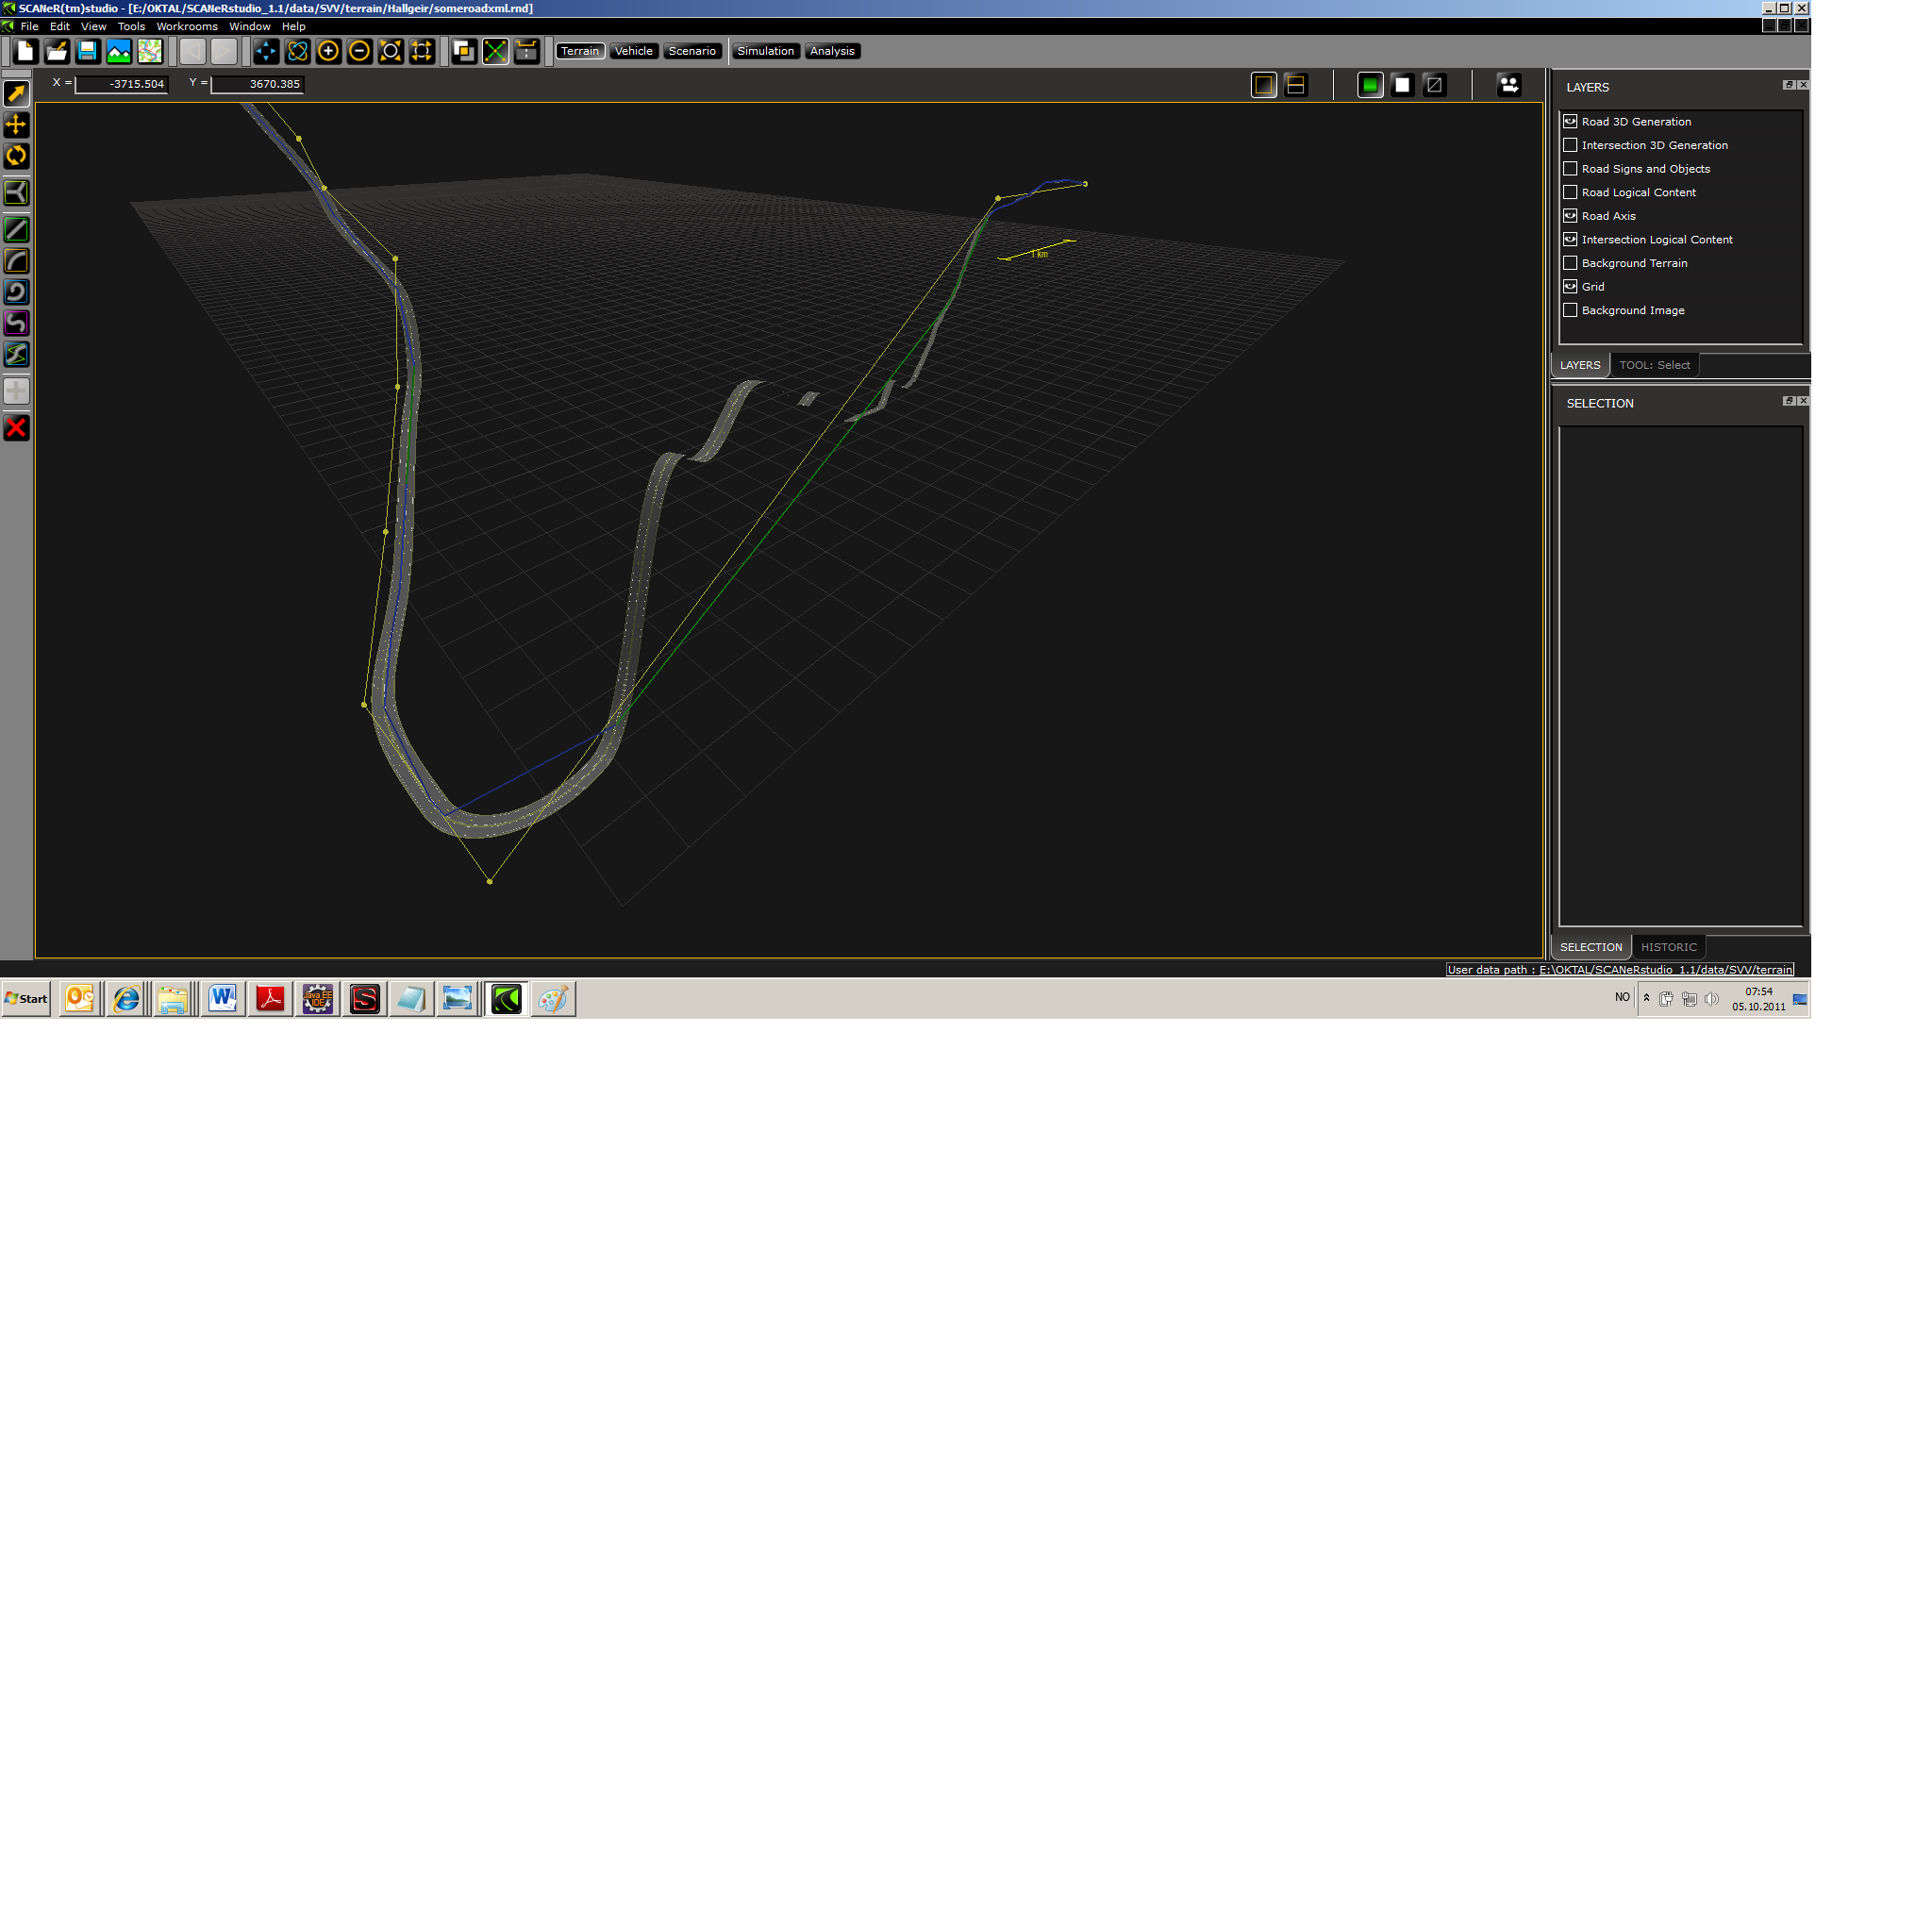 SCANeR(tm)studio - [E:/OKTAL/SCANeRstudio_1.1/data/SVV/terrain/Hallgeir/someroadxml.rnd]
File Edit View Tools Workrooms Window Help
Terrain Vehicle Scenario Simulation Analysis
X = -3715.504 Y = 3670.385
1 km
LAYERS
Road 3D Generation
Intersection 3D Generation
Road Signs and Objects
Road Logical Content
Road Axis
Intersection Logical Content
Background Terrain
Grid
Background Image
LAYERS TOOL: Select
SELECTION
SELECTION HISTORIC
User data path : E:\OKTAL/SCANeRstudio_1.1/data/SVV/terrain
Start
Java EE
IDE
NO
07:54
05.10.2011